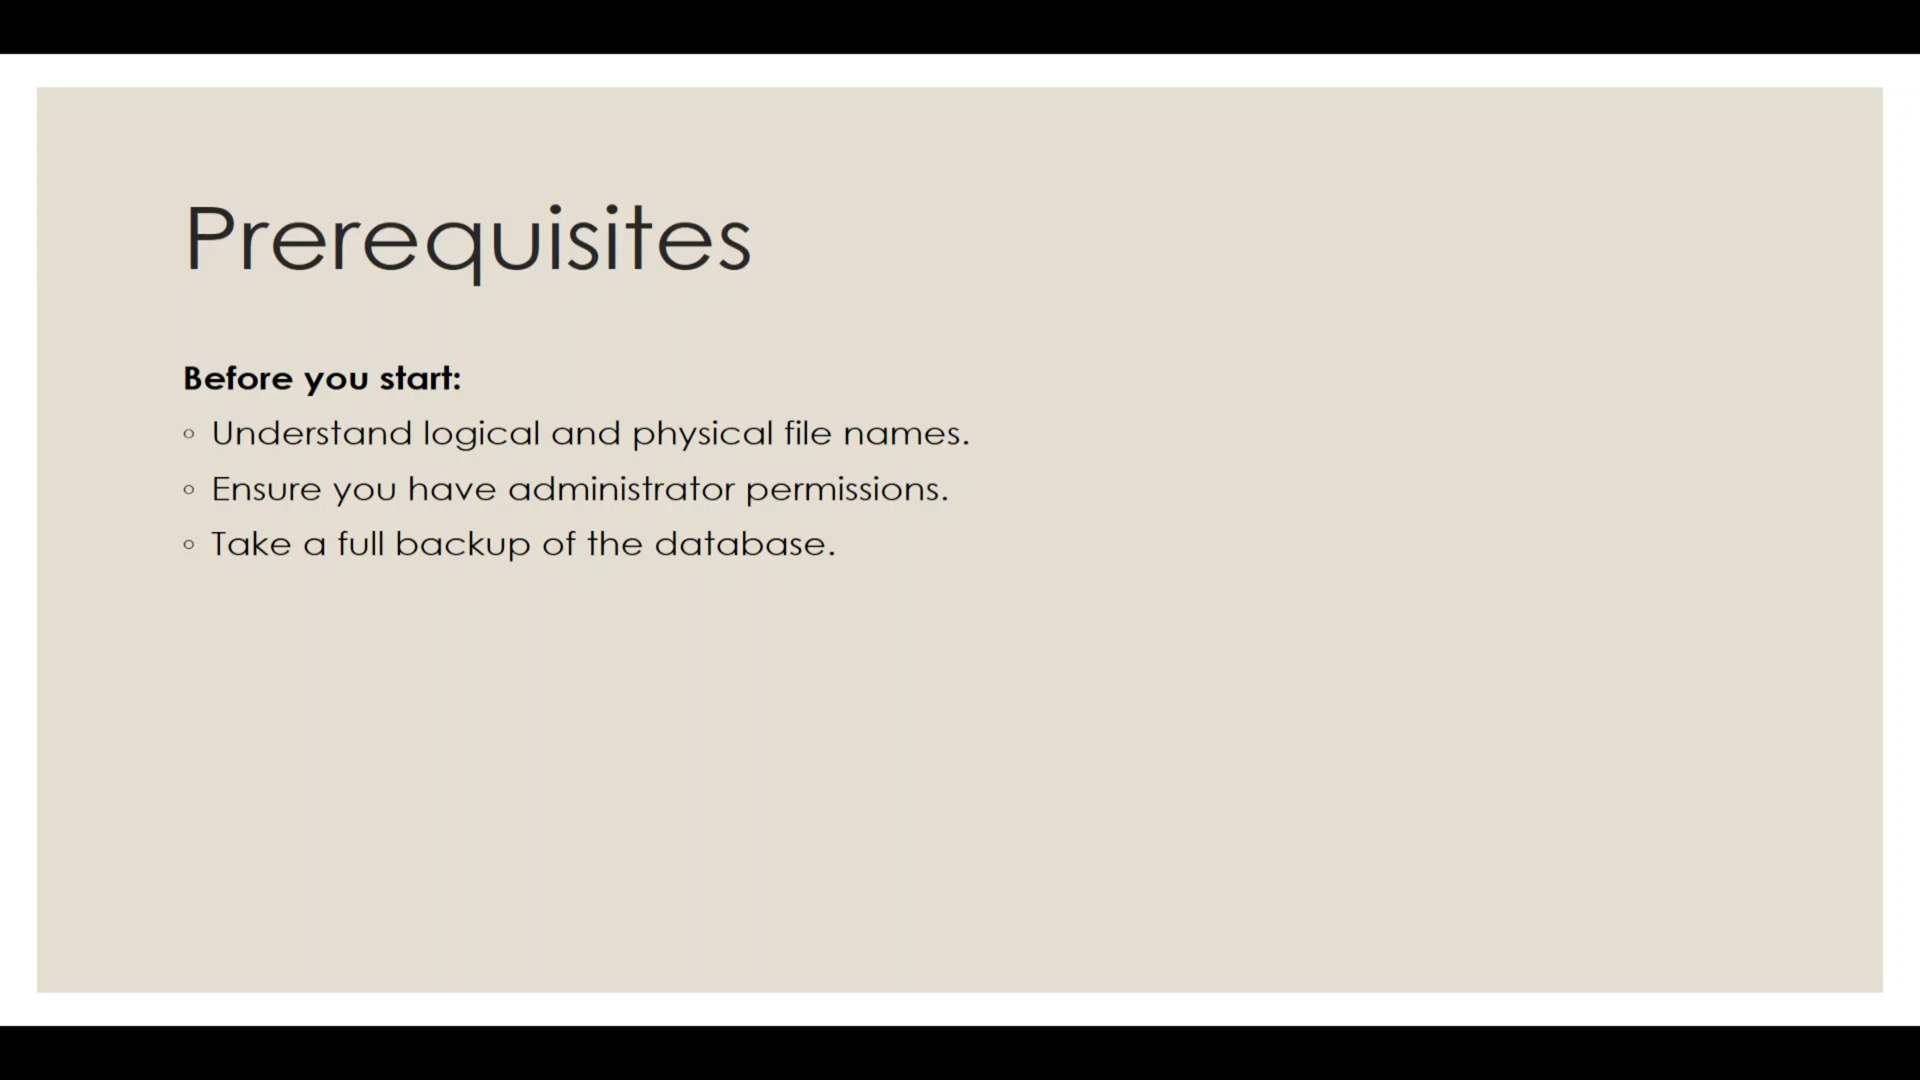 Prerequisites
Before you start:
◦ Understand logical and physical file names.
◦ Ensure you have administrator permissions.
◦ Take a full backup of the database.